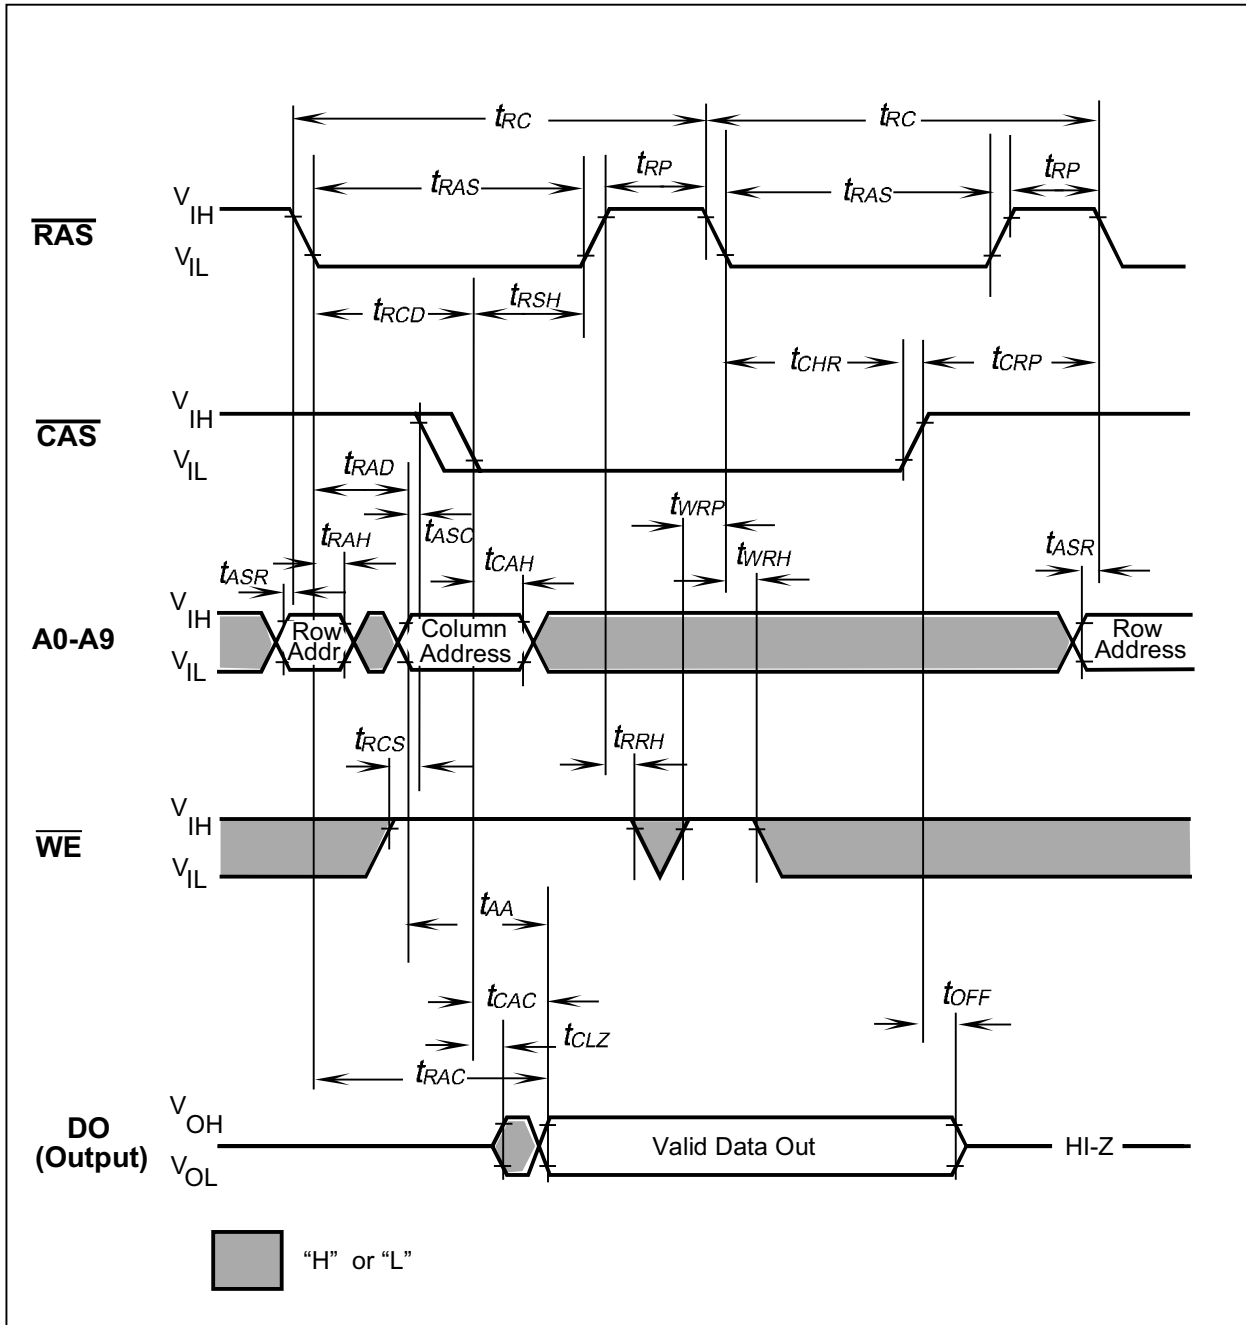 tRC tRC
tRAS tRP tRAS tRP
VIH
RAS
VIL
tRCD tRSH
tCHR tCRP
VIH
CAS
VIL
tRAD
tRAH tASC tWRP
tASR tCAH tWRH tASR
VIH
A0-A9 Row Addr. Column Address Row Address
VIL
tRCS tRRH
VIH
WE
VIL
tAA
tCAC tOFF
tCLZ
tRAC
VOH
DO
(Output) Valid Data Out HI-Z
VOL
“H” or “L”